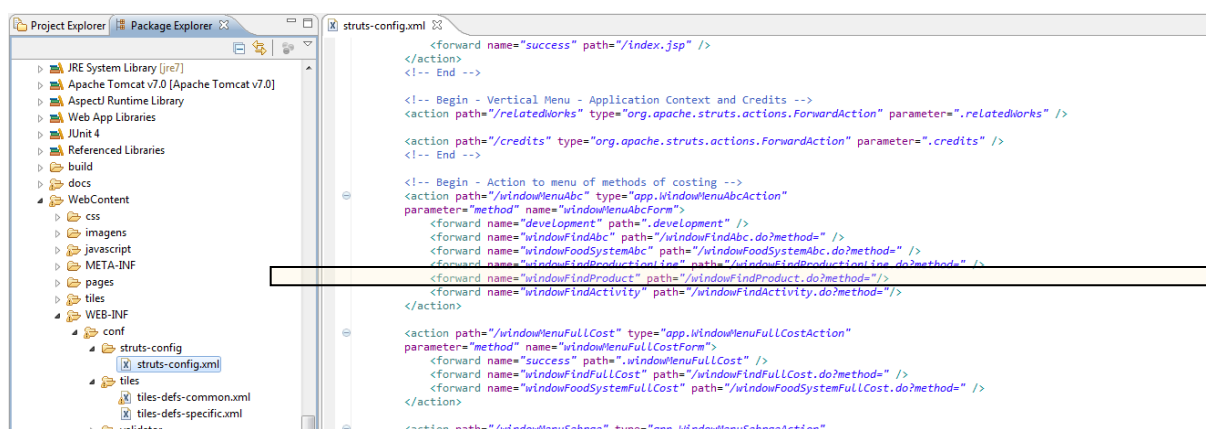 Project Explorer Package Explorer
JRE System Library [jre7]
Apache Tomcat v7.0 [Apache Tomcat v7.0]
AspectJ Runtime Library
Web App Libraries
JUnit 4
Referenced Libraries
build
docs
WebContent
css
imagens
javascript
META-INF
pages
tiles
WEB-INF
conf
struts-config
struts-config.xml
tiles
tiles-defs-common.xml
tiles-defs-specific.xml
validator
struts-config.xml
<forward name="success" path="/index.jsp" />
</action>
<!-- End -->
<!-- Begin - Vertical Menu - Application Context and Credits -->
<action path="/relatedWorks" type="org.apache.struts.actions.ForwardAction" parameter=".relatedWorks" />
<action path="/credits" type="org.apache.struts.actions.ForwardAction" parameter=".credits" />
<!-- End -->
<!-- Begin - Action to menu of methods of costing -->
<action path="/windowMenuAbc" type="app.WindowMenuAbcAction"
parameter="method" name="windowMenuAbcForm">
<forward name="development" path=".development" />
<forward name="windowFindAbc" path="/windowFindAbc.do?method=" />
<forward name="windowFoodSystemAbc" path="/windowFoodSystemAbc.do?method=" />
<forward name="windowFindProductionLine" path="/windowFindProductionLine.do?method=" />
<forward name="windowFindProduct" path="/windowFindProduct.do?method="/>
<forward name="windowFindActivity" path="/windowFindActivity.do?method="/>
</action>
<action path="/windowMenuFullCost" type="app.WindowMenuFullCostAction"
parameter="method" name="windowMenuFullCostForm">
<forward name="success" path=".windowMenuFullCost" />
<forward name="windowFindFullCost" path="/windowFindFullCost.do?method=" />
<forward name="windowFoodSystemFullCost" path="/windowFoodSystemFullCost.do?method=" />
</action>
<action path="/windowMenuSebrae" type="app.WindowMenuSebraeAction"